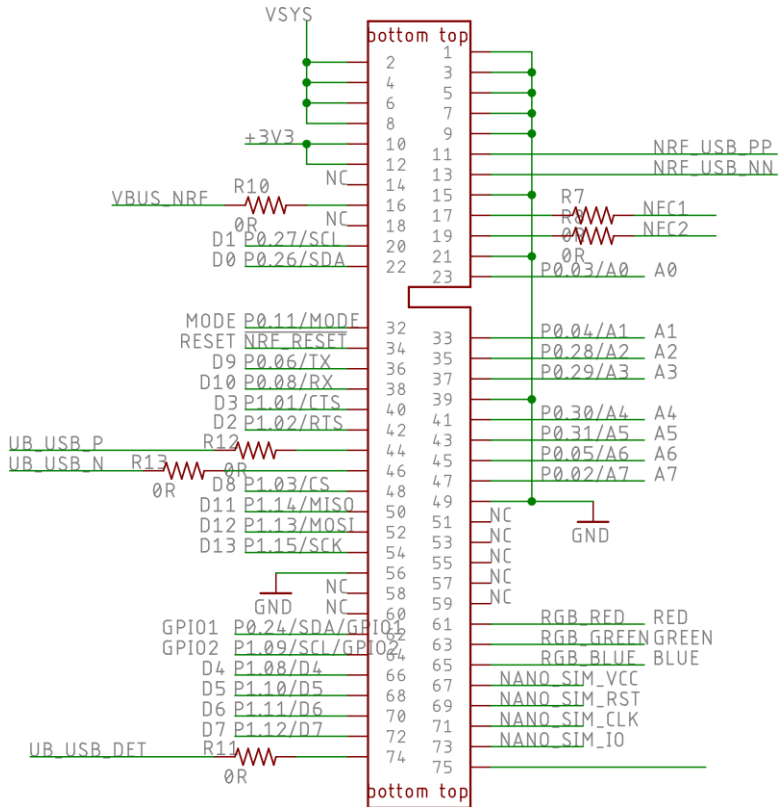 VSYS
bottom top
1
2
3
4
5
6
7
8
9
+3V3 10
11 NRF_USB_PP
12
13 NRF_USB_NN
NC 14
15
VBUS_NRF R10 0R 16
17 R7 0R NFC1
NC 18
19 R8 0R NFC2
D1 P0.27/SCL 20
21
D0 P0.26/SDA 22
23 P0.03/A0 A0
MODE P0.11/MODE 32
33 P0.04/A1 A1
RESET NRF_RESET 34
35 P0.28/A2 A2
D9 P0.06/TX 36
37 P0.29/A3 A3
D10 P0.08/RX 38
39
D3 P1.01/CTS 40
41 P0.30/A4 A4
D2 P1.02/RTS 42
43 P0.31/A5 A5
UB_USB_P R12 0R 44
45 P0.05/A6 A6
UB_USB_N R13 0R 46
47 P0.02/A7 A7
D8 P1.03/CS 48
49
GND
D11 P1.14/MISO 50
51 NC
D12 P1.13/MOSI 52
53 NC
D13 P1.15/SCK 54
55 NC
56
GND
57 NC
NC 58
59 NC
NC 60
61 RGB_RED RED
GPIO1 P0.24/SDA/GPIO1 62
63 RGB_GREEN GREEN
GPIO2 P1.09/SCL/GPIO2 64
65 RGB_BLUE BLUE
D4 P1.08/D4 66
67 NANO_SIM_VCC
D5 P1.10/D5 68
69 NANO_SIM_RST
D6 P1.11/D6 70
71 NANO_SIM_CLK
D7 P1.12/D7 72
73 NANO_SIM_IO
UB_USB_DET R11 0R 74
75
bottom top